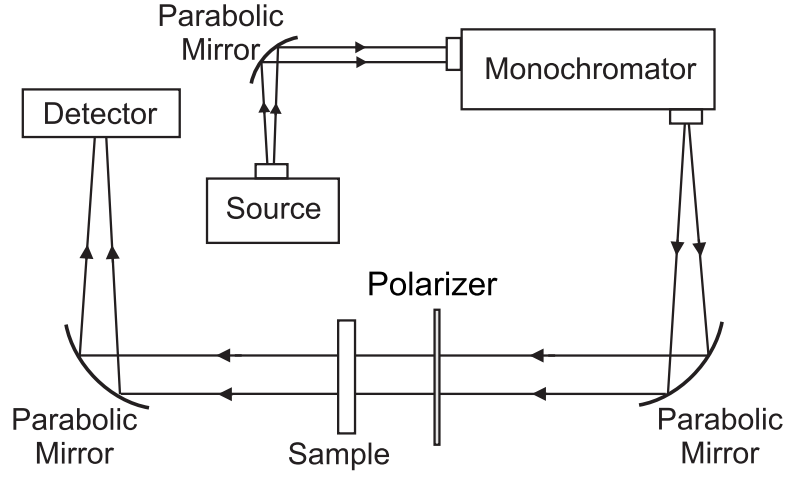 Parabolic
Mirror
Monochromator
Detector
Source
Polarizer
Parabolic
Mirror
Sample
Parabolic
Mirror